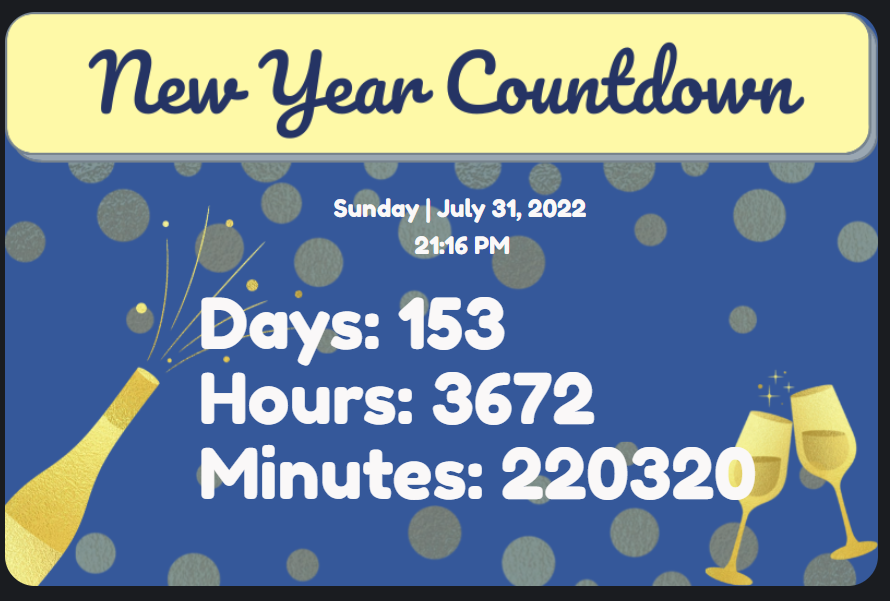 New Year Countdown
Sunday | July 31, 2022
21:16 PM
Days: 153
Hours: 3672
Minutes: 220320